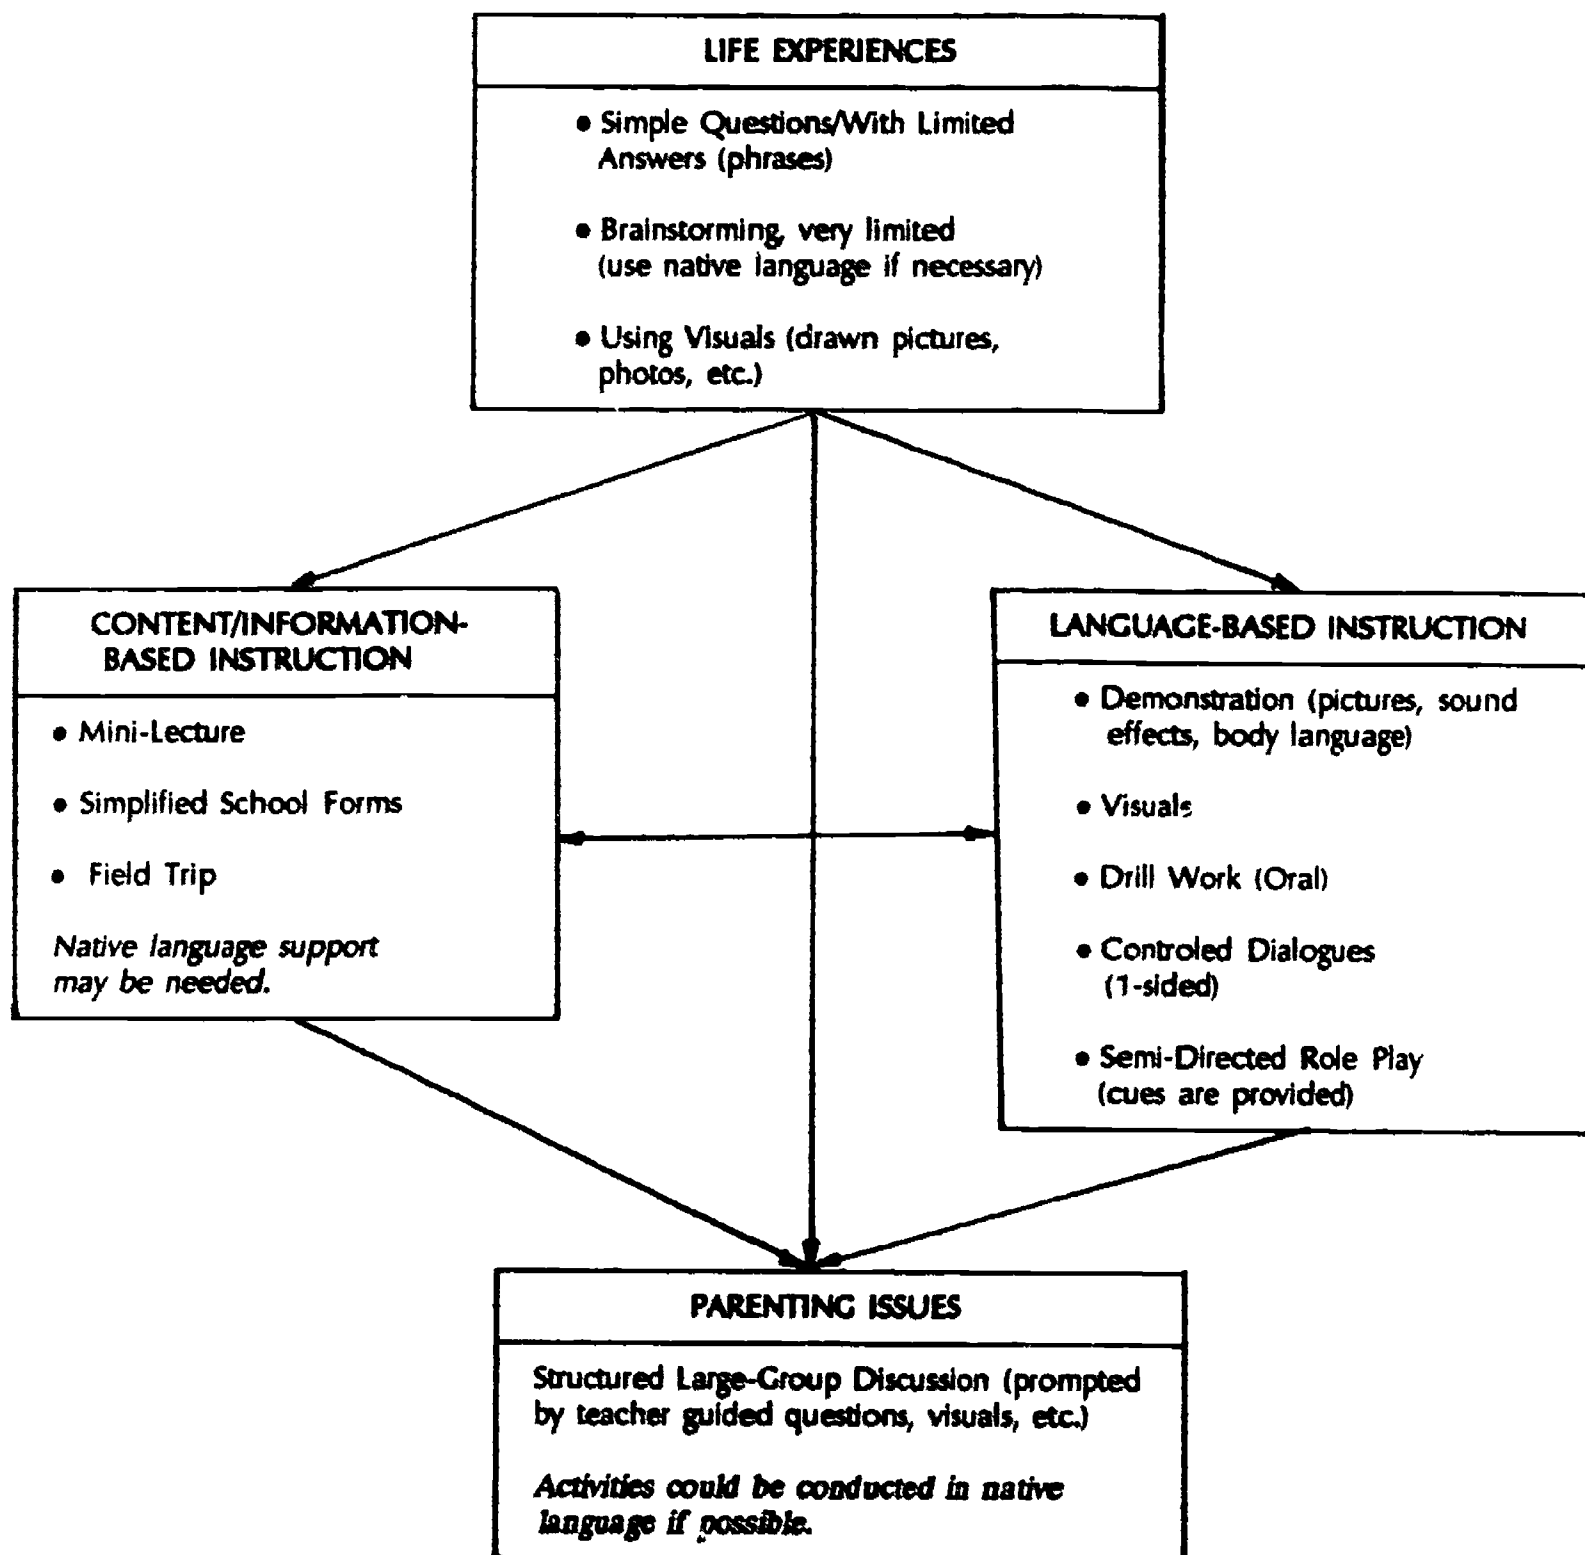 LIFE EXPERIENCES
• Simple Questions/With Limited
Answers (phrases)
• Brainstorming, very limited
(use native language if necessary)
• Using Visuals (drawn pictures,
photos, etc.)
CONTENT/INFORMATION-
BASED INSTRUCTION
• Mini-Lecture
• Simplified School Forms
• Field Trip
Native language support
may be needed.
LANGUAGE-BASED INSTRUCTION
• Demonstration (pictures, sound
effects, body language)
• Visuals
• Drill Work (Oral)
• Controled Dialogues
(1-sided)
• Semi-Directed Role Play
(cues are provided)
PARENTING ISSUES
Structured Large-Group Discussion (prompted
by teacher guided questions, visuals, etc.)
Activities could be conducted in native
language if possible.